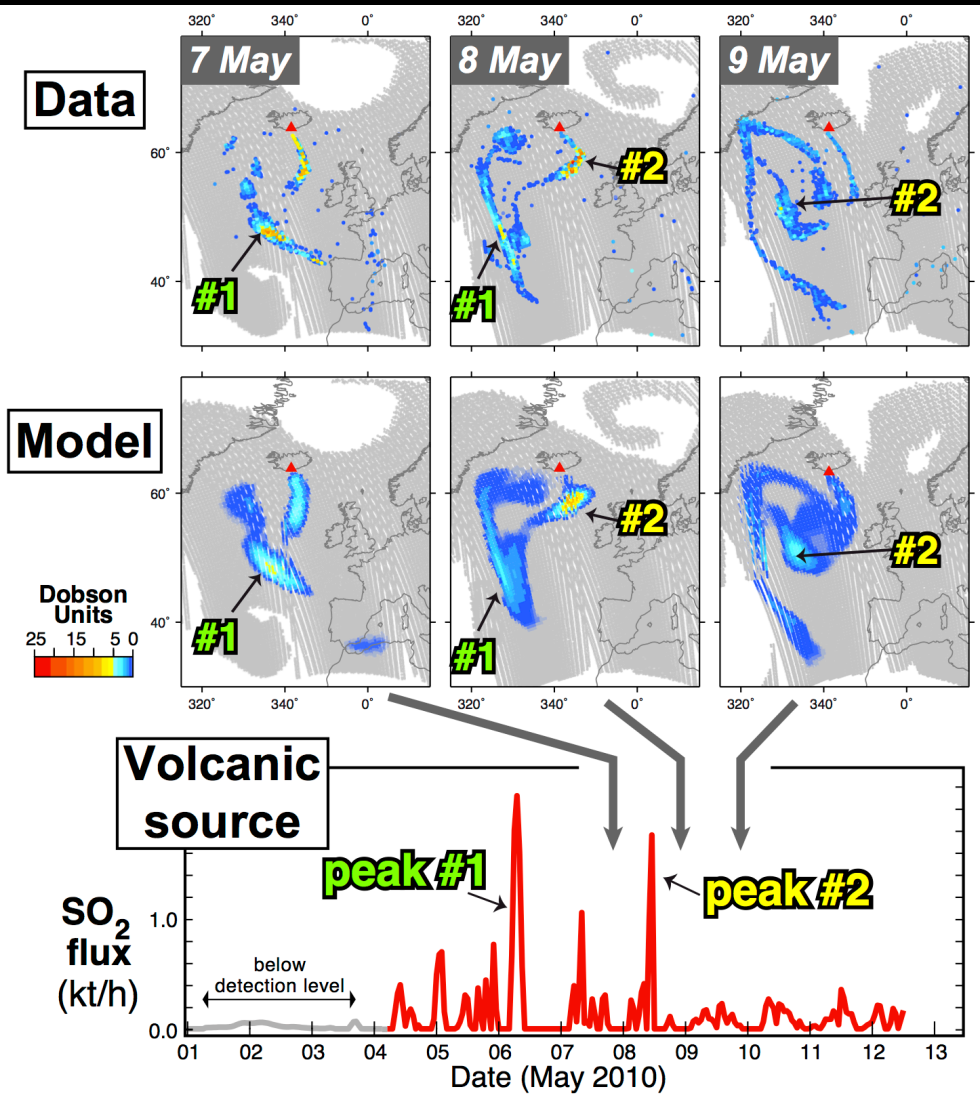 320° 340° 0° 320° 340° 0° 320° 340° 0°
7 May 8 May 9 May
Data
60°
#2
#2
40°
#1
#1
Model
60°
#2
#2
Dobson
Units
25 15 5 0
40°
#1
#1
320° 340° 0° 320° 340° 0° 320° 340° 0°
Volcanic
source
peak #1
peak #2
SO2
flux
(kt/h)
1.0
below
detection level
0.0
01 02 03 04 05 06 07 08 09 10 11 12 13
Date (May 2010)